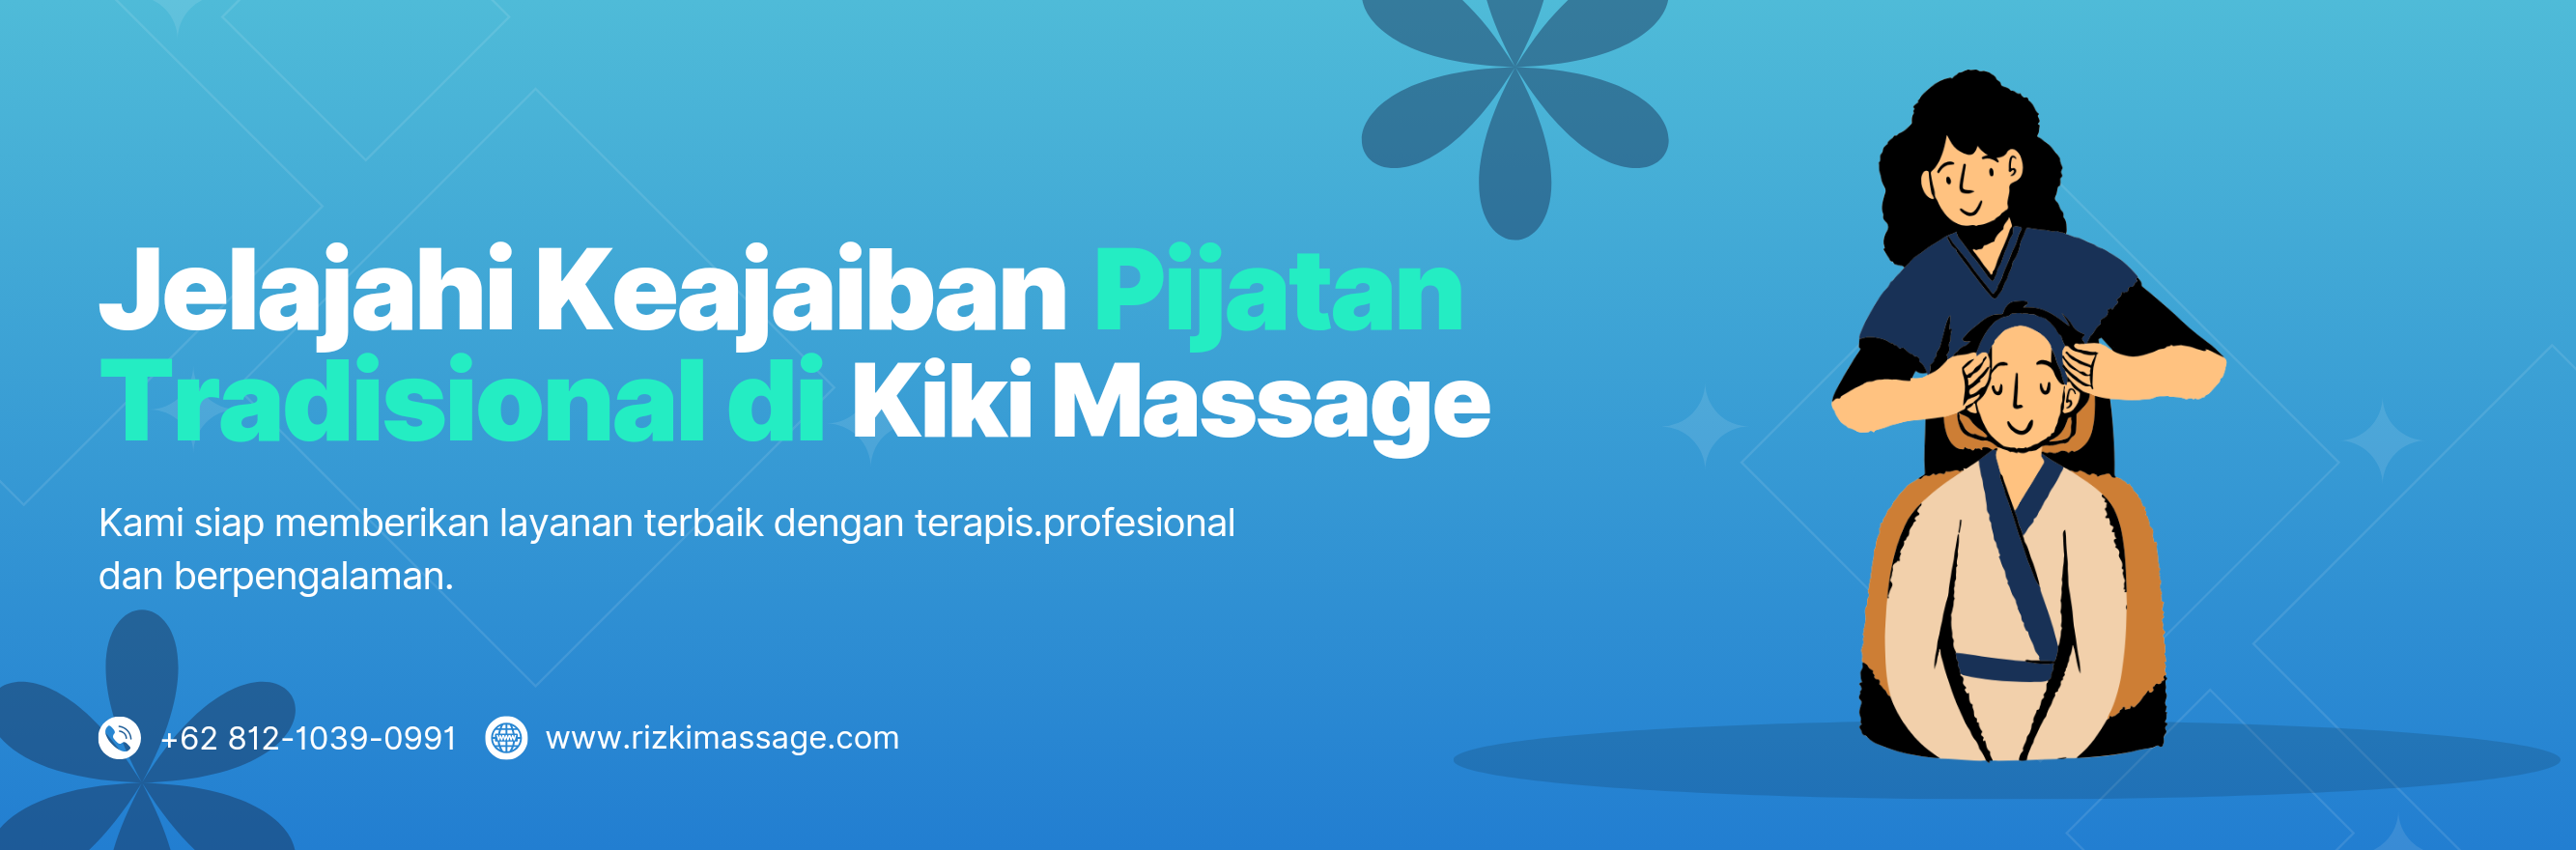 Jelajahi Keajaiban Pijatan
Tradisional di Kiki Massage
Kami siap memberikan layanan terbaik dengan terapis.profesional
dan berpengalaman.
+62 812-1039-0991
www.rizkimassage.com